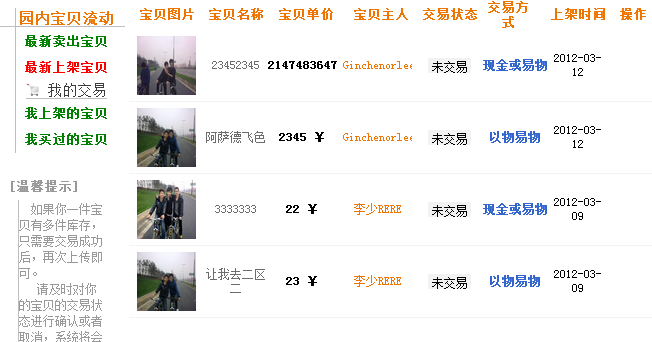 园内宝贝流动
最新卖出宝贝
最新上架宝贝
我的交易
我上架的宝贝
我买过的宝贝
[温馨提示]
如果你一件宝
贝有多件库存,
只需要交易成功
后，再次上传即
可。
请及时对你
的宝贝的交易状
态进行确认或者
取消，系统将会
宝贝图片 宝贝名称 宝贝单价 宝贝主人 交易状态 交易方式 上架时间 操作
23452345 2147483647 Ginchenorlee 未交易 现金或易物 2012-03-12
阿萨德飞色 2345 ￥ Ginchenorlee 未交易 以物易物 2012-03-12
3333333 22 ￥ 李少RERE 未交易 现金或易物 2012-03-09
让我去二区二 23 ￥ 李少RERE 未交易 以物易物 2012-03-09